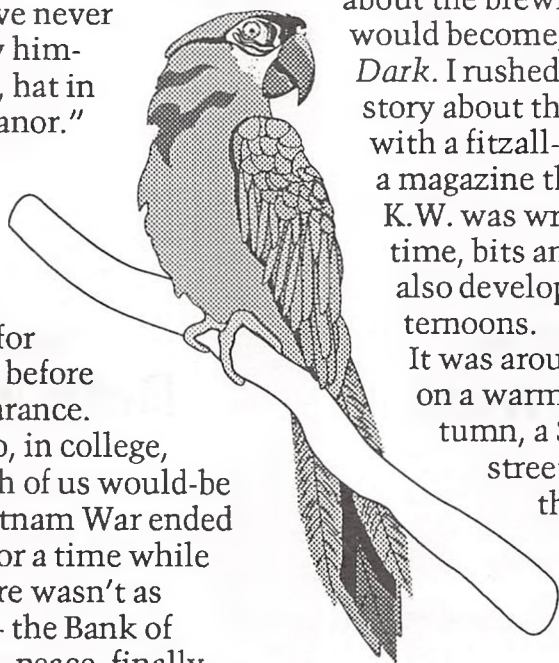 ve never
him-
, hat in
anor."
for
before
arance.
o, in college,
h of us would-be
tnam War ended
or a time while
re wasn't as
the Bank of
peace, finally
about the brew
would become,
Dark. I rushed
story about th
with a fitzall-
a magazine th
K.W. was wr
time, bits an
also develop
ternoons.
It was arou
on a warm
tumn, a S
stree
th